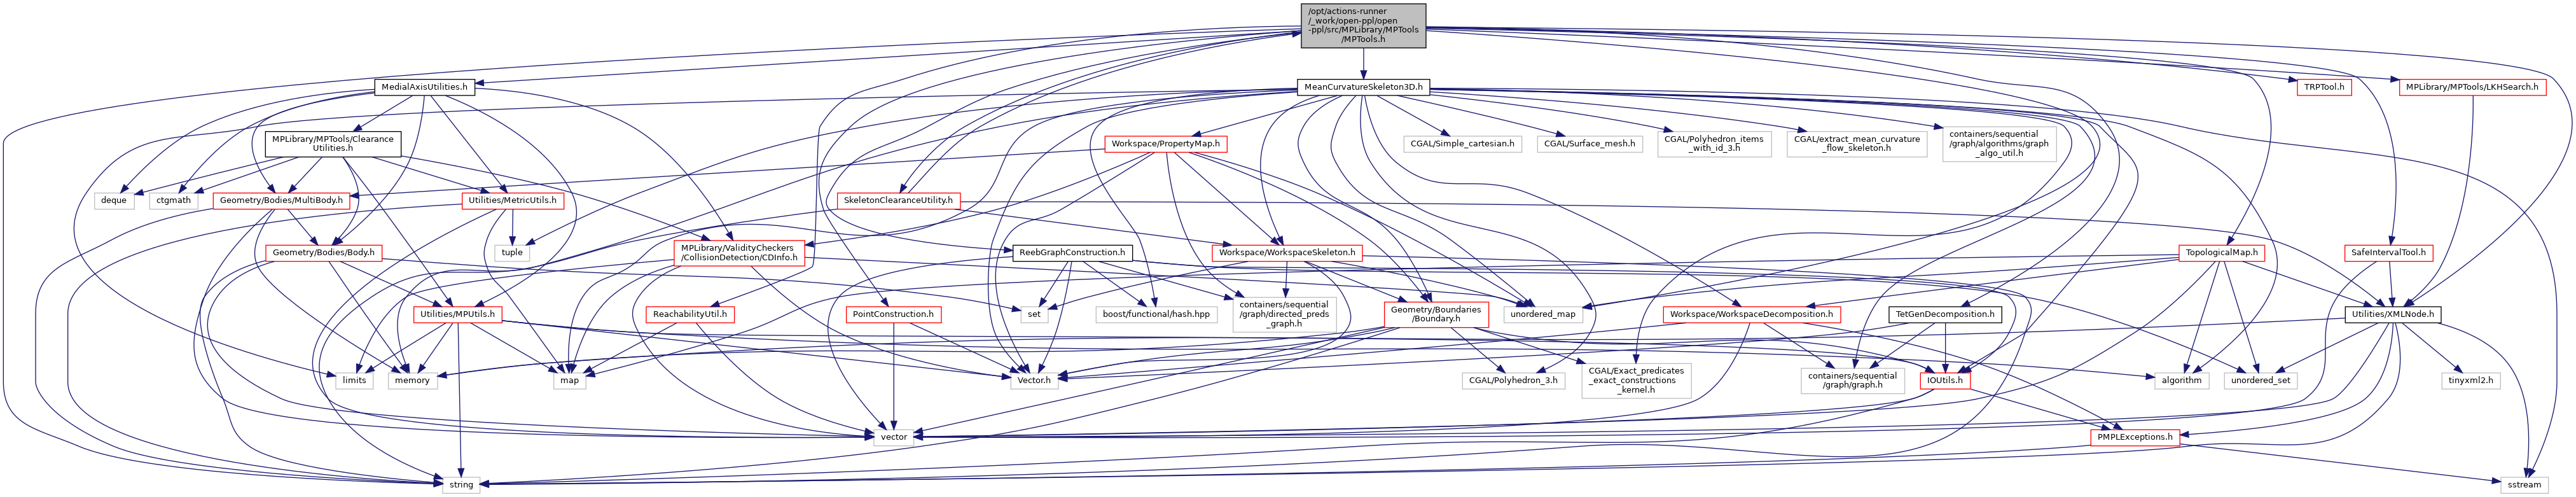 /opt/actions-runner
/_work/open-ppl/open
-ppl/src/MPLibrary/MPTools
/MPTools.h
MedialAxisUtilities.h
MeanCurvatureSkeleton3D.h
TRPTool.h
MPLibrary/MPTools/LKHSearch.h
MPLibrary/MPTools/Clearance
Utilities.h
Workspace/PropertyMap.h
CGAL/Simple_cartesian.h
CGAL/Surface_mesh.h
CGAL/Polyhedron_items
_with_id_3.h
CGAL/extract_mean_curvature
_flow_skeleton.h
containers/sequential
/graph/algorithms/graph
_algo_util.h
deque
ctgmath
Geometry/Bodies/MultiBody.h
Utilities/MetricUtils.h
SkeletonClearanceUtility.h
Geometry/Bodies/Body.h
tuple
MPLibrary/ValidityCheckers
/CollisionDetection/CDInfo.h
ReebGraphConstruction.h
Workspace/WorkspaceSkeleton.h
TopologicalMap.h
SafeIntervalTool.h
Utilities/MPUtils.h
ReachabilityUtil.h
PointConstruction.h
set
boost/functional/hash.hpp
containers/sequential
/graph/directed_preds
_graph.h
Geometry/Boundaries
/Boundary.h
unordered_map
Workspace/WorkspaceDecomposition.h
TetGenDecomposition.h
Utilities/XMLNode.h
limits
memory
map
Vector.h
CGAL/Polyhedron_3.h
CGAL/Exact_predicates
_exact_constructions
_kernel.h
containers/sequential
/graph/graph.h
IOUtils.h
algorithm
unordered_set
tinyxml2.h
vector
PMPLExceptions.h
string
sstream